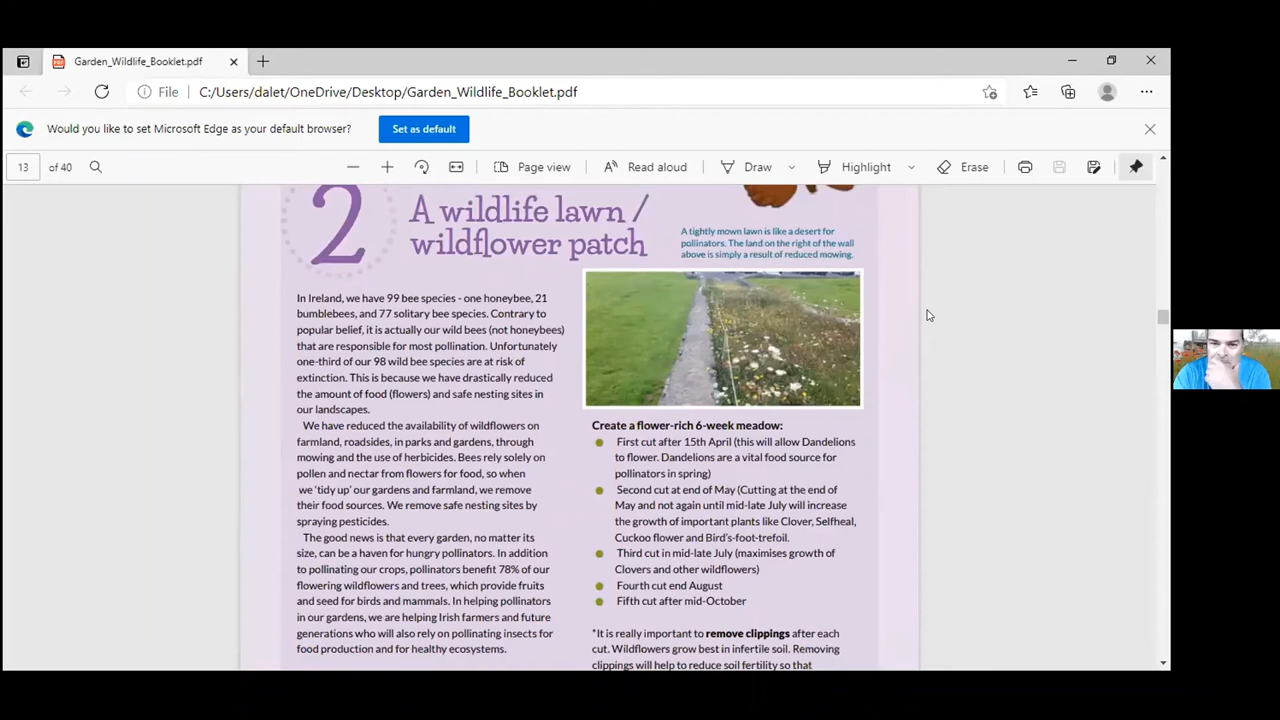 Garden_Wildlife_Booklet.pdf
File
C:/Users/dalet/OneDrive/Desktop/Garden_Wildlife_Booklet.pdf
Would you like to set Microsoft Edge as your default browser?
Set as default
13 of 40
Page view
Read aloud
Draw
Highlight
Erase
2
A wildlife lawn /
wildflower patch
A tightly mown lawn is like a desert for
pollinators. The land on the right of the wall
above is simply a result of reduced mowing.
In Ireland, we have 99 bee species - one honeybee, 21
bumblebees, and 77 solitary bee species. Contrary to
popular belief, it is actually our wild bees (not honeybees)
that are responsible for most pollination. Unfortunately
one-third of our 98 wild bee species are at risk of
extinction. This is because we have drastically reduced
the amount of food (flowers) and safe nesting sites in
our landscapes.
We have reduced the availability of wildflowers on
farmland, roadsides, in parks and gardens, through
mowing and the use of herbicides. Bees rely solely on
pollen and nectar from flowers for food, so when
we ‘tidy up’ our gardens and farmland, we remove
their food sources. We remove safe nesting sites by
spraying pesticides.
The good news is that every garden, no matter its
size, can be a haven for hungry pollinators. In addition
to pollinating our crops, pollinators benefit 78% of our
flowering wildflowers and trees, which provide fruits
and seed for birds and mammals. In helping pollinators
in our gardens, we are helping Irish farmers and future
generations who will also rely on pollinating insects for
food production and for healthy ecosystems.
Create a flower-rich 6-week meadow:
First cut after 15th April (this will allow Dandelions
to flower. Dandelions are a vital food source for
pollinators in spring)
Second cut at end of May (Cutting at the end of
May and not again until mid-late July will increase
the growth of important plants like Clover, Selfheal,
Cuckoo flower and Bird’s-foot-trefoil.
Third cut in mid-late July (maximises growth of
Clovers and other wildflowers)
Fourth cut end August
Fifth cut after mid-October
*It is really important to remove clippings after each
cut. Wildflowers grow best in infertile soil. Removing
clippings will help to reduce soil fertility so that